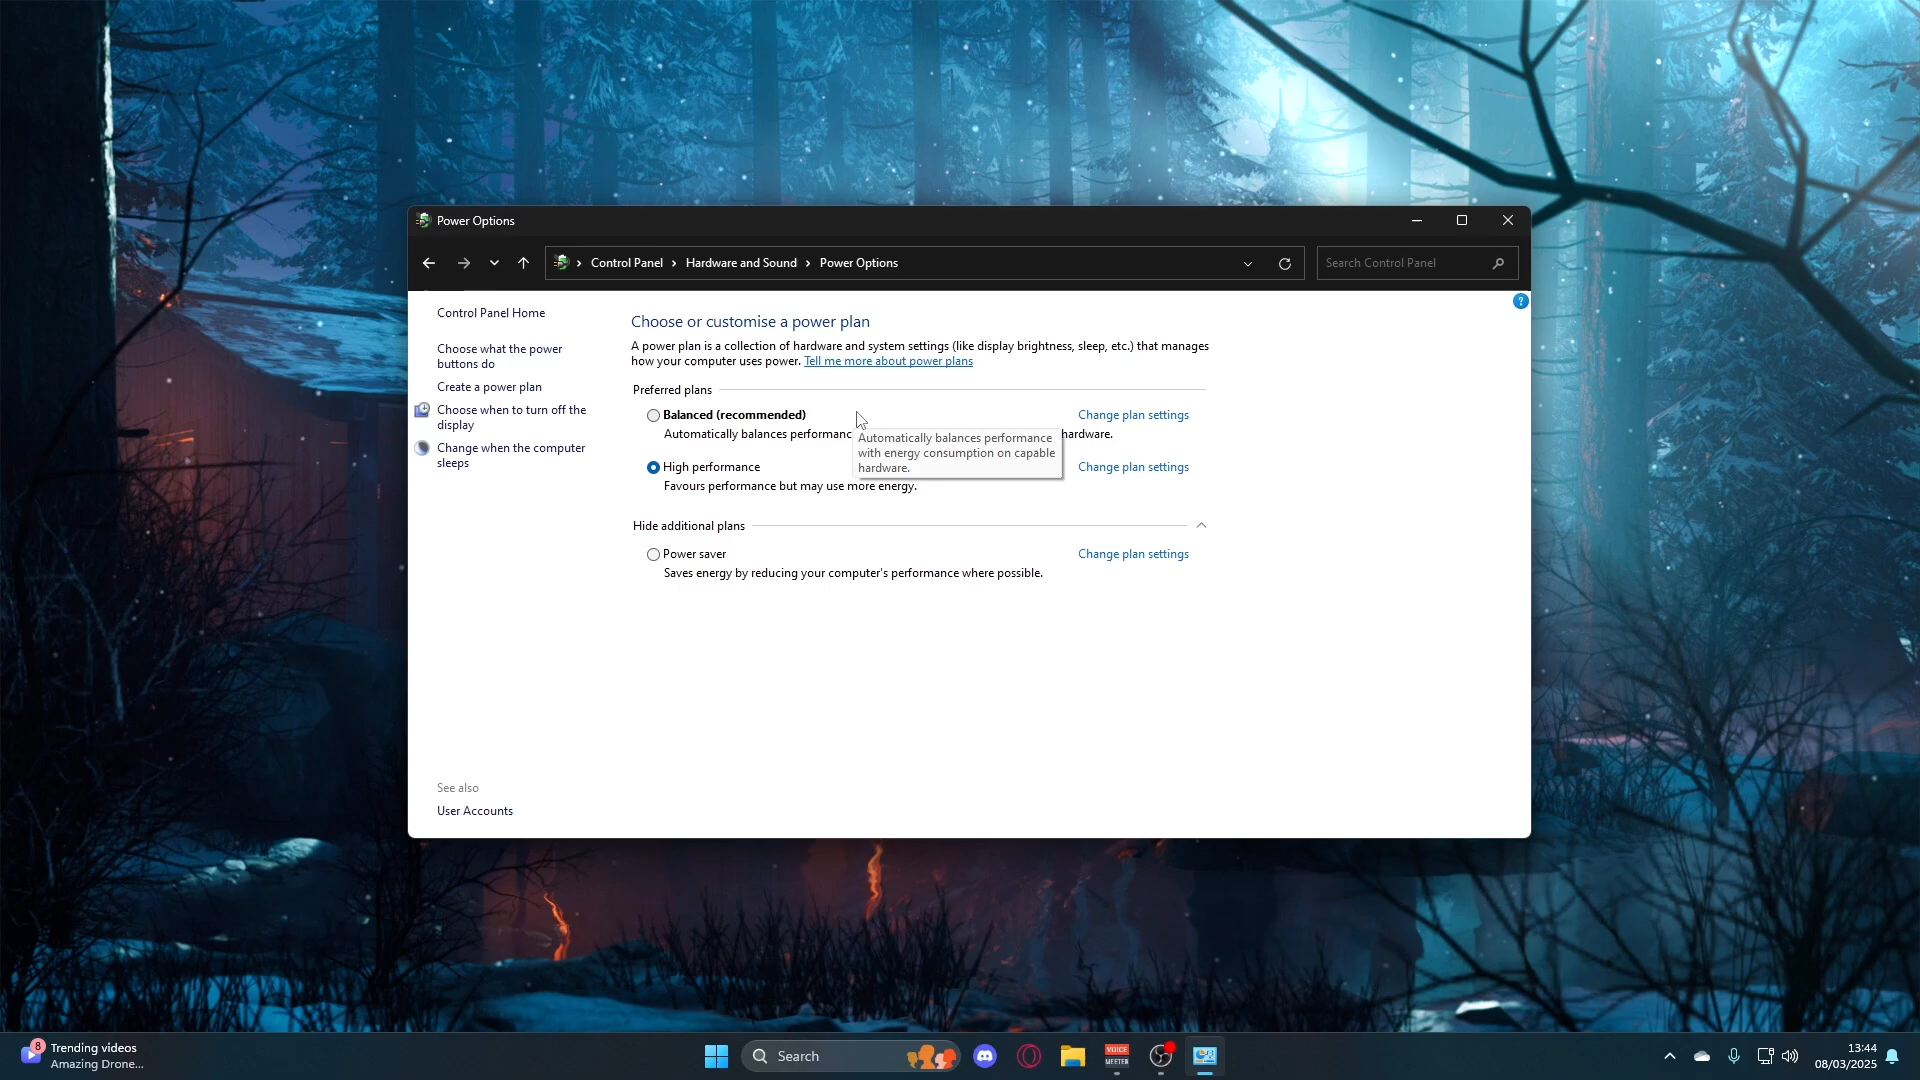 Power Options
Control Panel
Hardware and Sound
Power Options
Search Control Panel
?
Control Panel Home
Choose what the power
buttons do
Create a power plan
Choose when to turn off the
display
Change when the computer
sleeps
See also
User Accounts
Choose or customise a power plan
A power plan is a collection of hardware and system settings (like display brightness, sleep, etc.) that manages
how your computer uses power. Tell me more about power plans
Preferred plans
Balanced (recommended)
Change plan settings
Automatically balances performanc
hardware.
Automatically balances performance
with energy consumption on capable
hardware.
High performance
Change plan settings
Favours performance but may use more energy.
Hide additional plans
Power saver
Change plan settings
Saves energy by reducing your computer's performance where possible.
8
Trending videos
Amazing Drone...
Search
VOICE
MEETER
13:44
08/03/2025